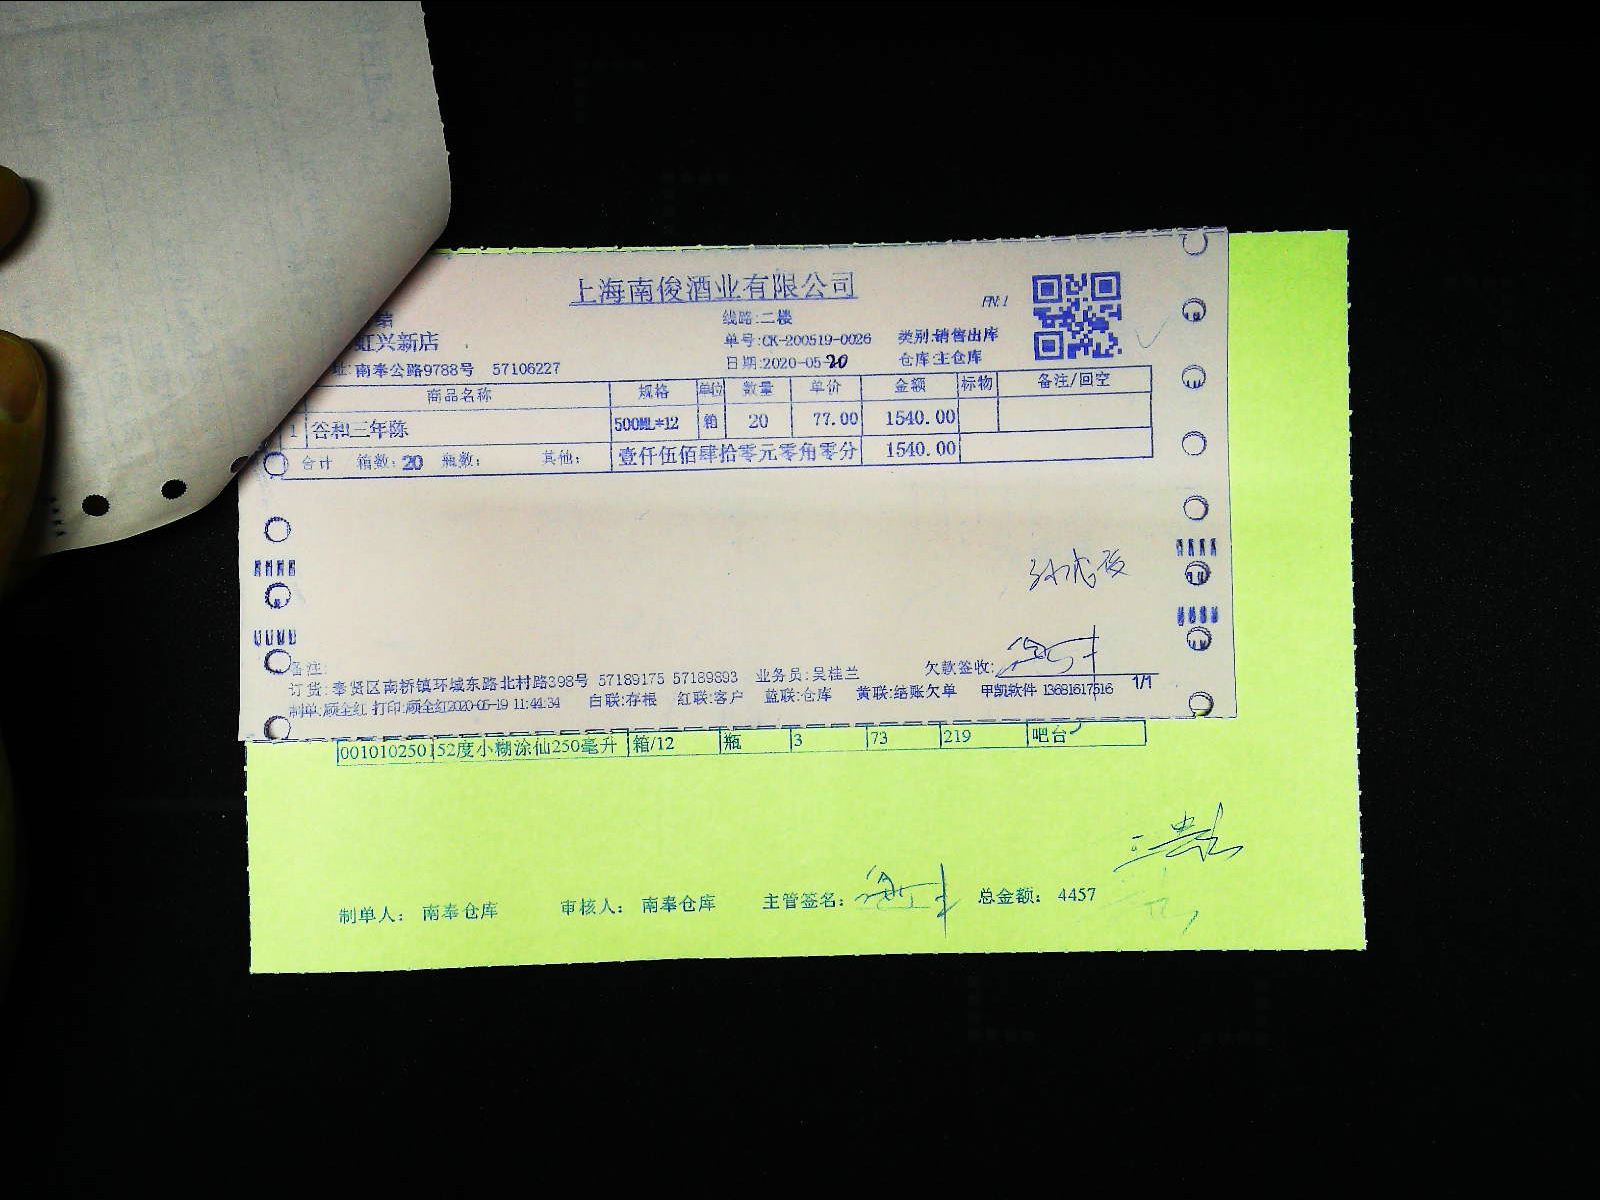 上海南俊酒业有限公司
线路:二楼
虹兴新店
单号:CK-200519-0026 类别:销售出库
址:南奉公路9788号 57106227
日期:2020-05-20 仓库:主仓库
商品名称 规格 单位 数量 单价 金额 标物 备注/回空
1 谷和三年陈 500ML*12 箱 20 77.00 1540.00
合计 箱数:20 瓶数: 其他: 壹仟伍佰肆拾零元零角零分 1540.00
备注:
欠款签收:
订货:奉贤区南桥镇环城东路北村路398号 57189175 57189893 业务员:吴桂兰
制单:顾全红 打印:顾全红2020-05-19 11:44:34 白联:存根 红联:客户 蓝联:仓库 黄联:结账欠单 甲凯软件 13681617516 1/1
0010102501 52度小糊涂仙250毫升 箱/12 瓶 3 73 219 吧台
制单人: 南奉仓库 审核人: 南奉仓库 主管签名: 总金额: 4457